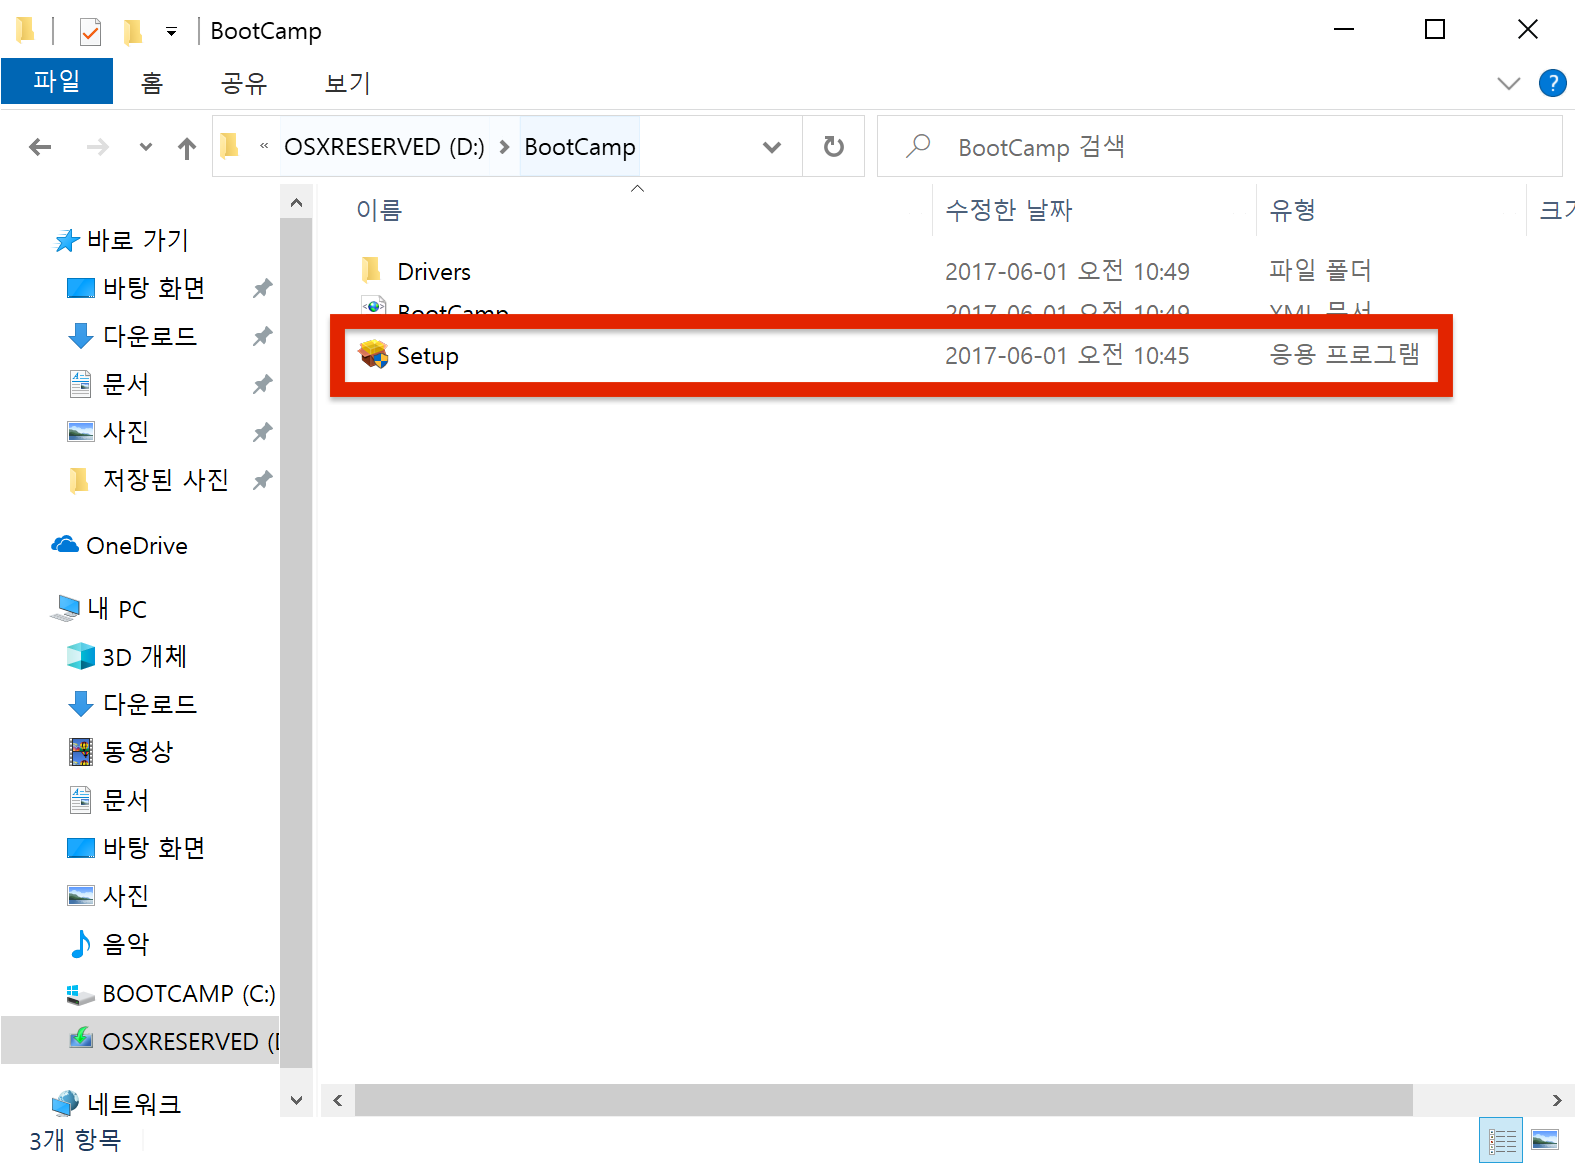 BootCamp
파일 홈 공유 보기
« OSXRESERVED (D:) > BootCamp
BootCamp 검색
이름 수정한 날짜 유형 크기
Drivers 2017-06-01 오전 10:49 파일 폴더
BootCamp 2017-06-01 오전 10:49 XML 문서
Setup 2017-06-01 오전 10:45 응용 프로그램
바로 가기
바탕 화면
다운로드
문서
사진
저장된 사진
OneDrive
내 PC
3D 개체
다운로드
동영상
문서
바탕 화면
사진
음악
BOOTCAMP (C:)
OSXRESERVED (D
네트워크
3개 항목